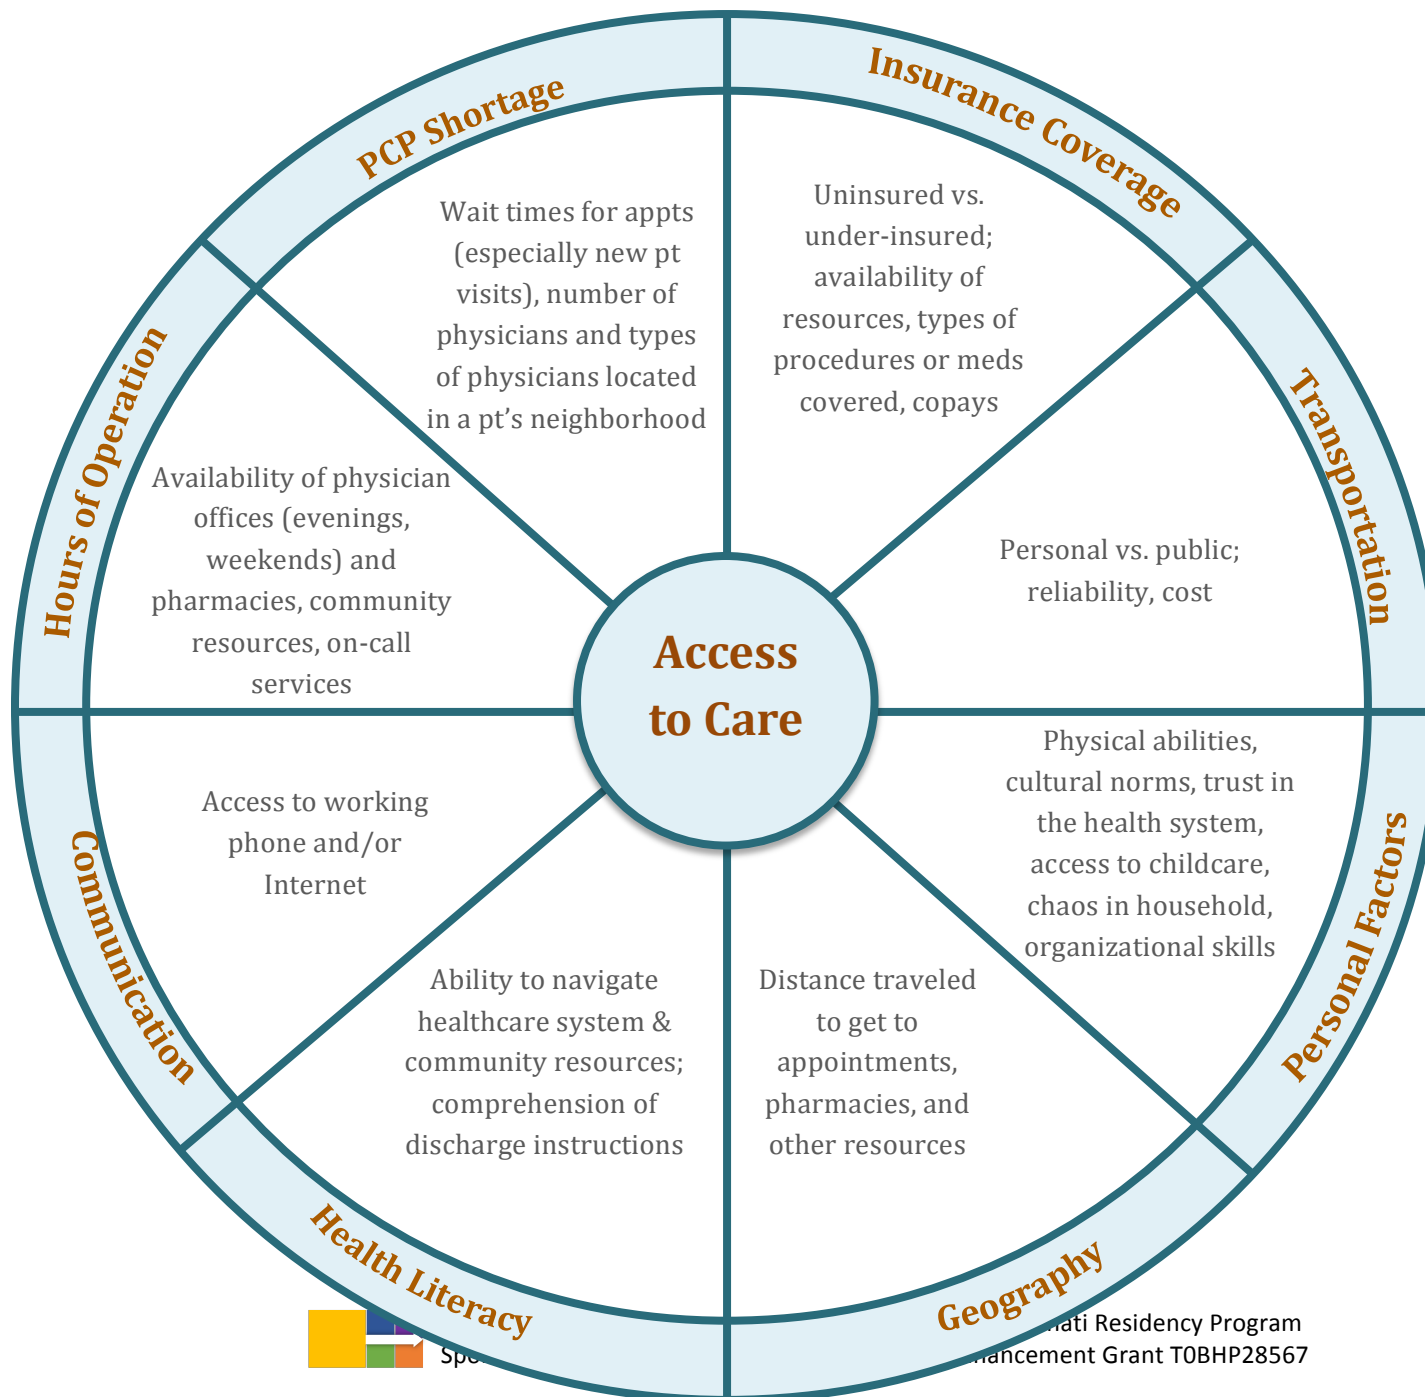 PCP Shortage
Wait times for appts
(especially new pt
visits), number of
physicians and types
of physicians located
in a pt’s neighborhood
Insurance Coverage
Uninsured vs.
under-insured;
availability of
resources, types of
procedures or meds
covered, copays
Transportation
Personal vs. public;
reliability, cost
Personal Factors
Physical abilities,
cultural norms, trust in
the health system,
access to childcare,
chaos in household,
organizational skills
Geography
Distance traveled
to get to
appointments,
pharmacies, and
other resources
Health Literacy
Ability to navigate
healthcare system &
community resources;
comprehension of
discharge instructions
Communication
Access to working
phone and/or
Internet
Hours of Operation
Availability of physician
offices (evenings,
weekends) and
pharmacies, community
resources, on-call
services
Access
to Care
Residency Program
Grant T0BHP28567